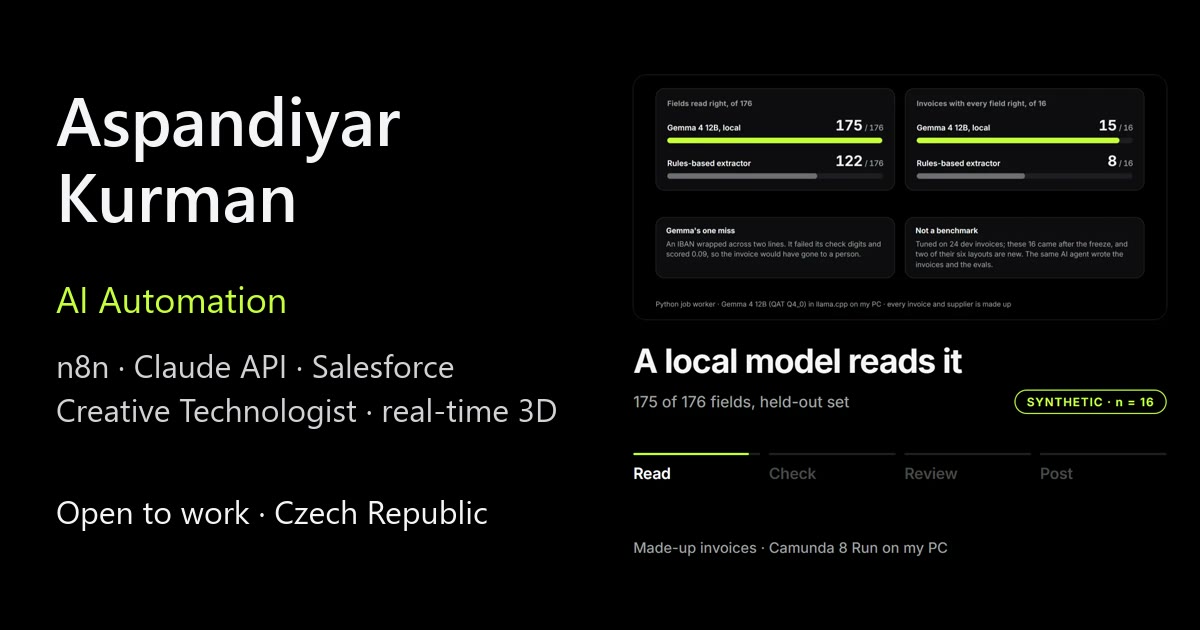 Aspandiyar
Kurman
AI Automation
n8n · Claude API · Salesforce
Creative Technologist · real-time 3D
Open to work · Czech Republic
Fields read right, of 176
Gemma 4 12B, local 175 / 176
Rules-based extractor 122 / 176
Invoices with every field right, of 16
Gemma 4 12B, local 15 / 16
Rules-based extractor 8 / 16
Gemma's one miss
An IBAN wrapped across two lines. It failed its check digits and
scored 0.09, so the invoice would have gone to a person.
Not a benchmark
Tuned on 24 dev invoices; these 16 came after the freeze, and
two of their six layouts are new. The same AI agent wrote the
invoices and the evals.
Python job worker · Gemma 4 12B (QAT Q4_0) in llama.cpp on my PC · every invoice and supplier is made up
A local model reads it
175 of 176 fields, held-out set
SYNTHETIC · n = 16
Read Check Review Post
Made-up invoices · Camunda 8 Run on my PC